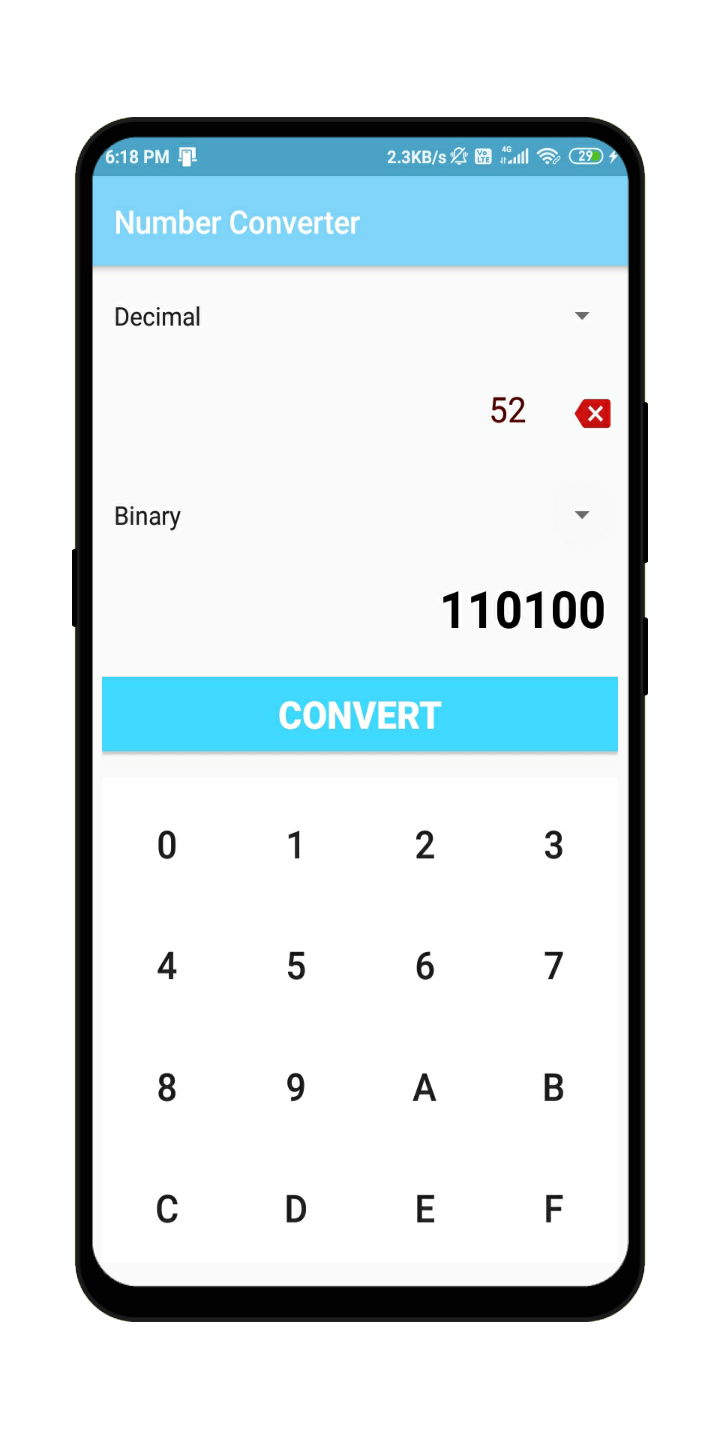 6:18 PM 2.3KB/s Vo LTE 4G 29
Number Converter
Decimal
52
Binary
110100
CONVERT
0 1 2 3
4 5 6 7
8 9 A B
C D E F